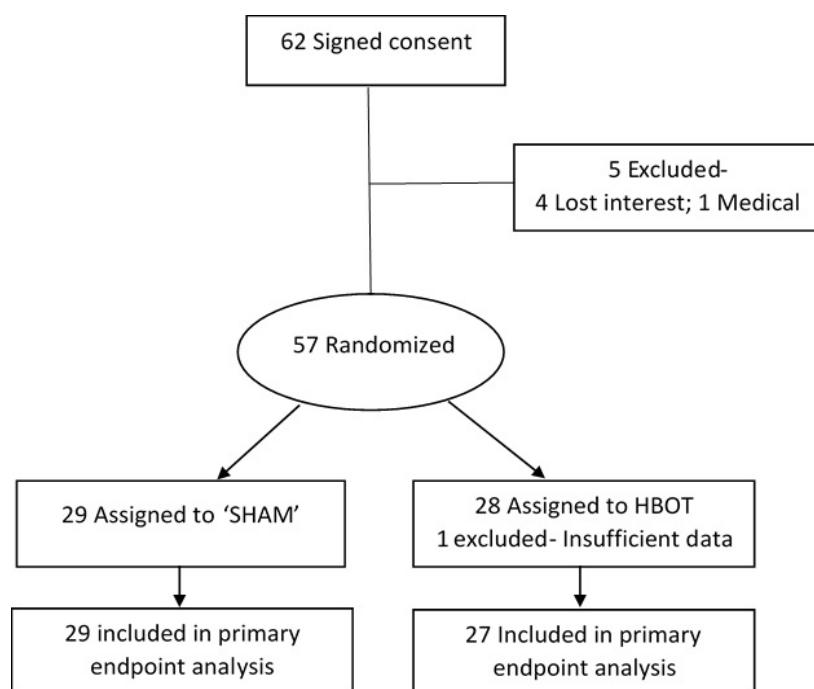 62 Signed consent
5 Excluded-
4 Lost interest; 1 Medical
57 Randomized
29 Assigned to ‘SHAM’
28 Assigned to HBOT
1 excluded- Insufficient data
29 included in primary
endpoint analysis
27 Included in primary
endpoint analysis